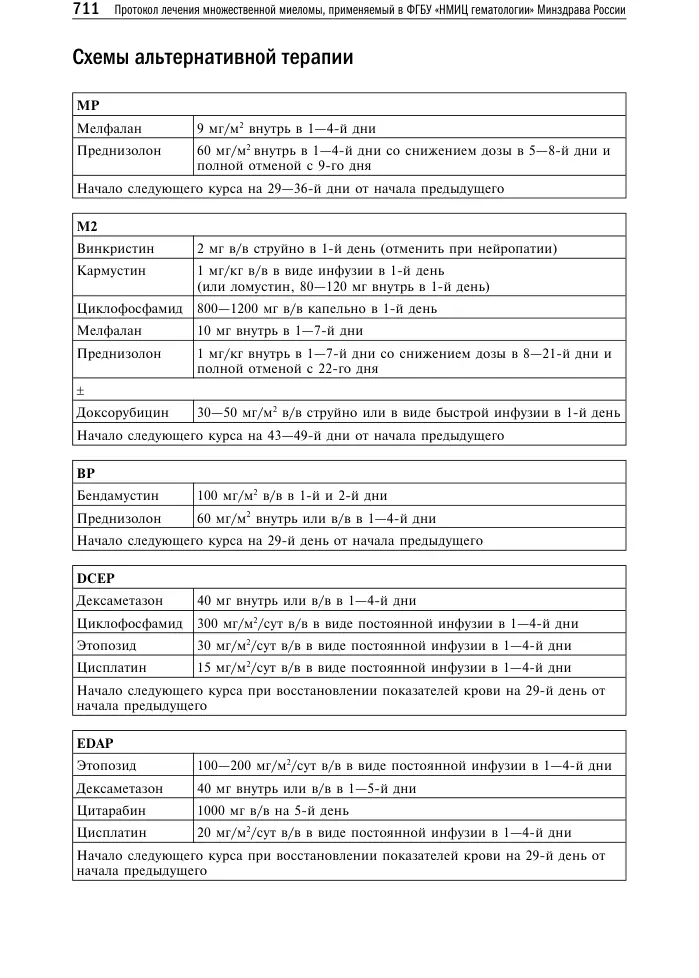 711 Протокол лечения множественной миеломы, применяемый в ФГБУ «НМИЦ гематологии» Минздрава России
Схемы альтернативной терапии
MP
Мелфалан 9 мг/м² внутрь в 1—4-й дни
Преднизолон 60 мг/м² внутрь в 1—4-й дни со снижением дозы в 5—8-й дни и
полной отменой с 9-го дня
Начало следующего курса на 29—36-й дни от начала предыдущего
M2
Винкристин 2 мг в/в струйно в 1-й день (отменить при нейропатии)
Кармустин 1 мг/кг в/в в виде инфузии в 1-й день
(или ломустин, 80—120 мг внутрь в 1-й день)
Циклофосфамид 800—1200 мг в/в капельно в 1-й день
Мелфалан 10 мг внутрь в 1—7-й дни
Преднизолон 1 мг/кг внутрь в 1—7-й дни со снижением дозы в 8—21-й дни и
полной отменой с 22-го дня
±
Доксорубицин 30—50 мг/м² в/в струйно или в виде быстрой инфузии в 1-й день
Начало следующего курса на 43—49-й дни от начала предыдущего
BP
Бендамустин 100 мг/м² в/в в 1-й и 2-й дни
Преднизолон 60 мг/м² внутрь или в/в в 1—4-й дни
Начало следующего курса на 29-й день от начала предыдущего
DCEP
Дексаметазон 40 мг внутрь или в/в в 1—4-й дни
Циклофосфамид 300 мг/м²/сут в/в в виде постоянной инфузии в 1—4-й дни
Этопозид 30 мг/м²/сут в/в в виде постоянной инфузии в 1—4-й дни
Цисплатин 15 мг/м²/сут в/в в виде постоянной инфузии в 1—4-й дни
Начало следующего курса при восстановлении показателей крови на 29-й день от
начала предыдущего
EDAP
Этопозид 100—200 мг/м²/сут в/в в виде постоянной инфузии в 1—4-й дни
Дексаметазон 40 мг внутрь или в/в в 1—5-й дни
Цитарабин 1000 мг в/в на 5-й день
Цисплатин 20 мг/м²/сут в/в в виде постоянной инфузии в 1—4-й дни
Начало следующего курса при восстановлении показателей крови на 29-й день от
начала предыдущего